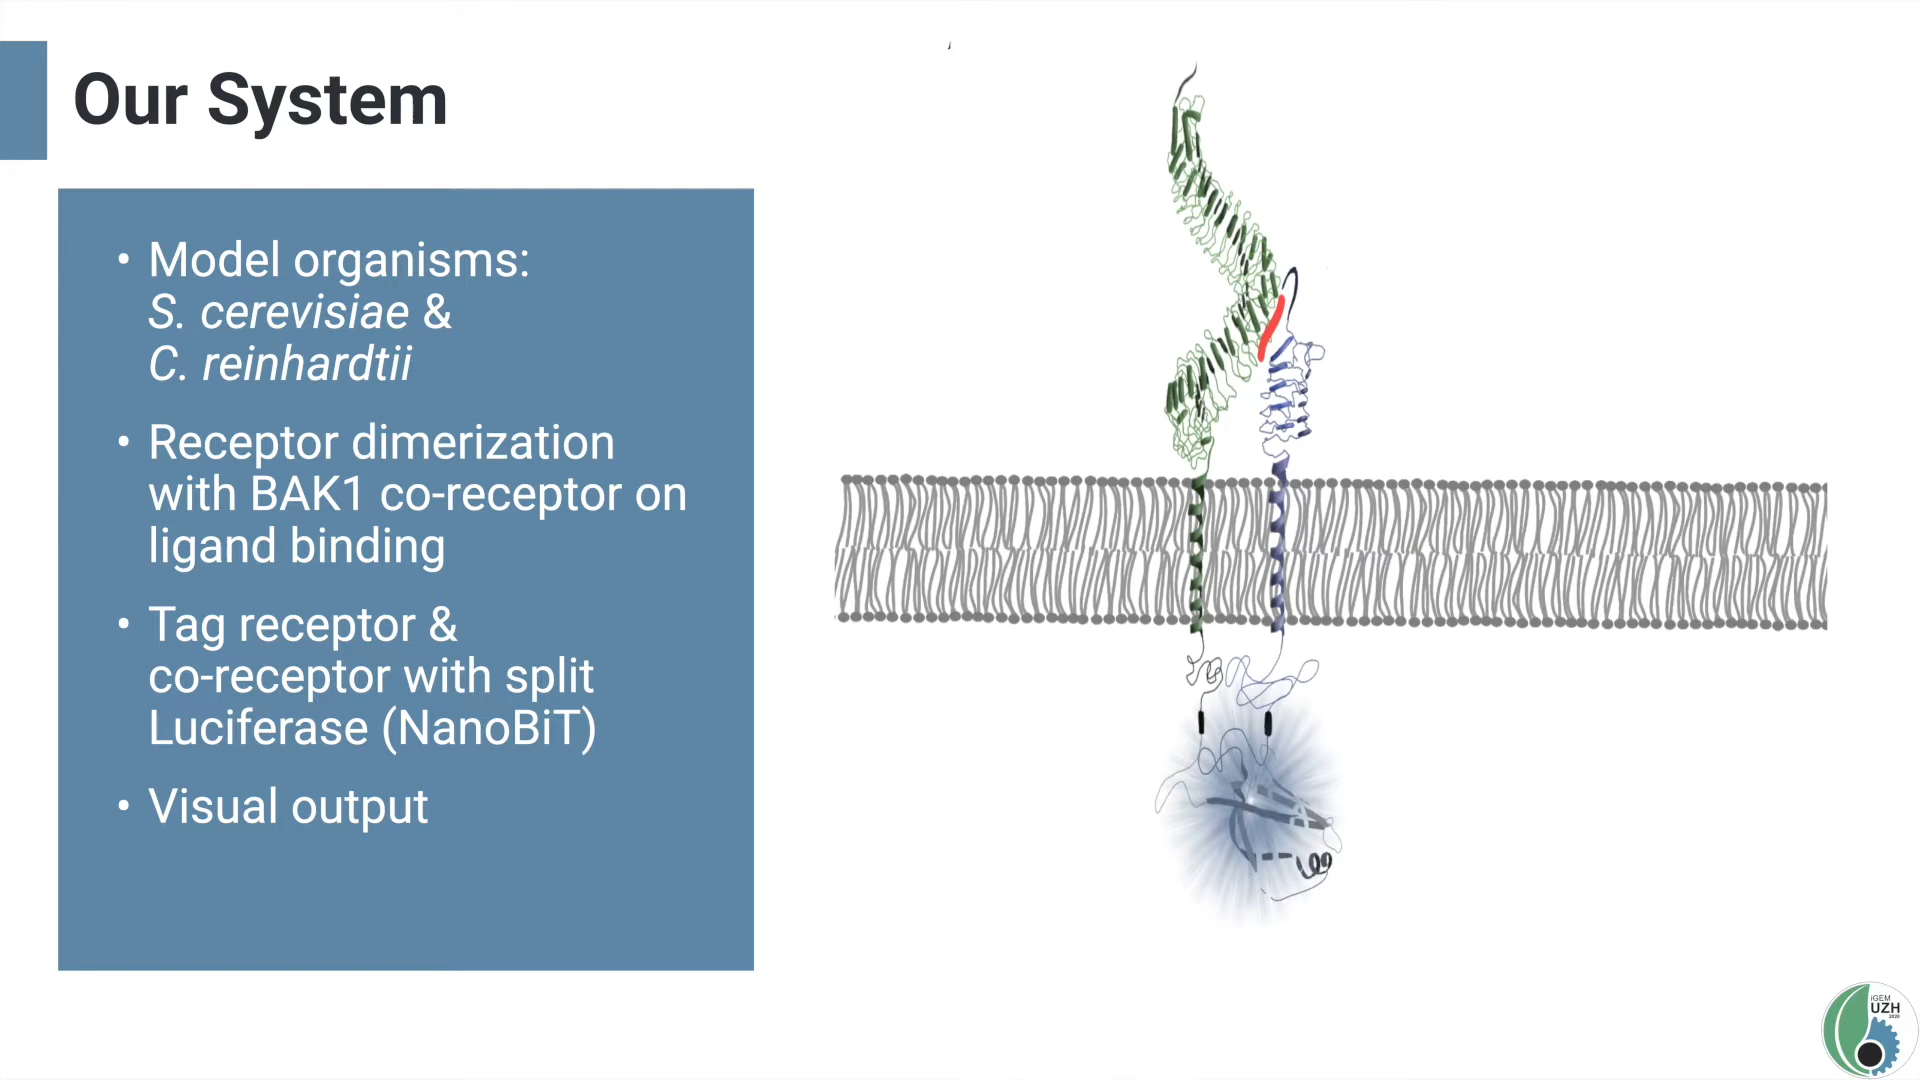 Our System
• Model organisms:
S. cerevisiae &
C. reinhardtii
• Receptor dimerization
with BAK1 co-receptor on
ligand binding
• Tag receptor &
co-receptor with split
Luciferase (NanoBiT)
• Visual output
iGEM
UZH
2020